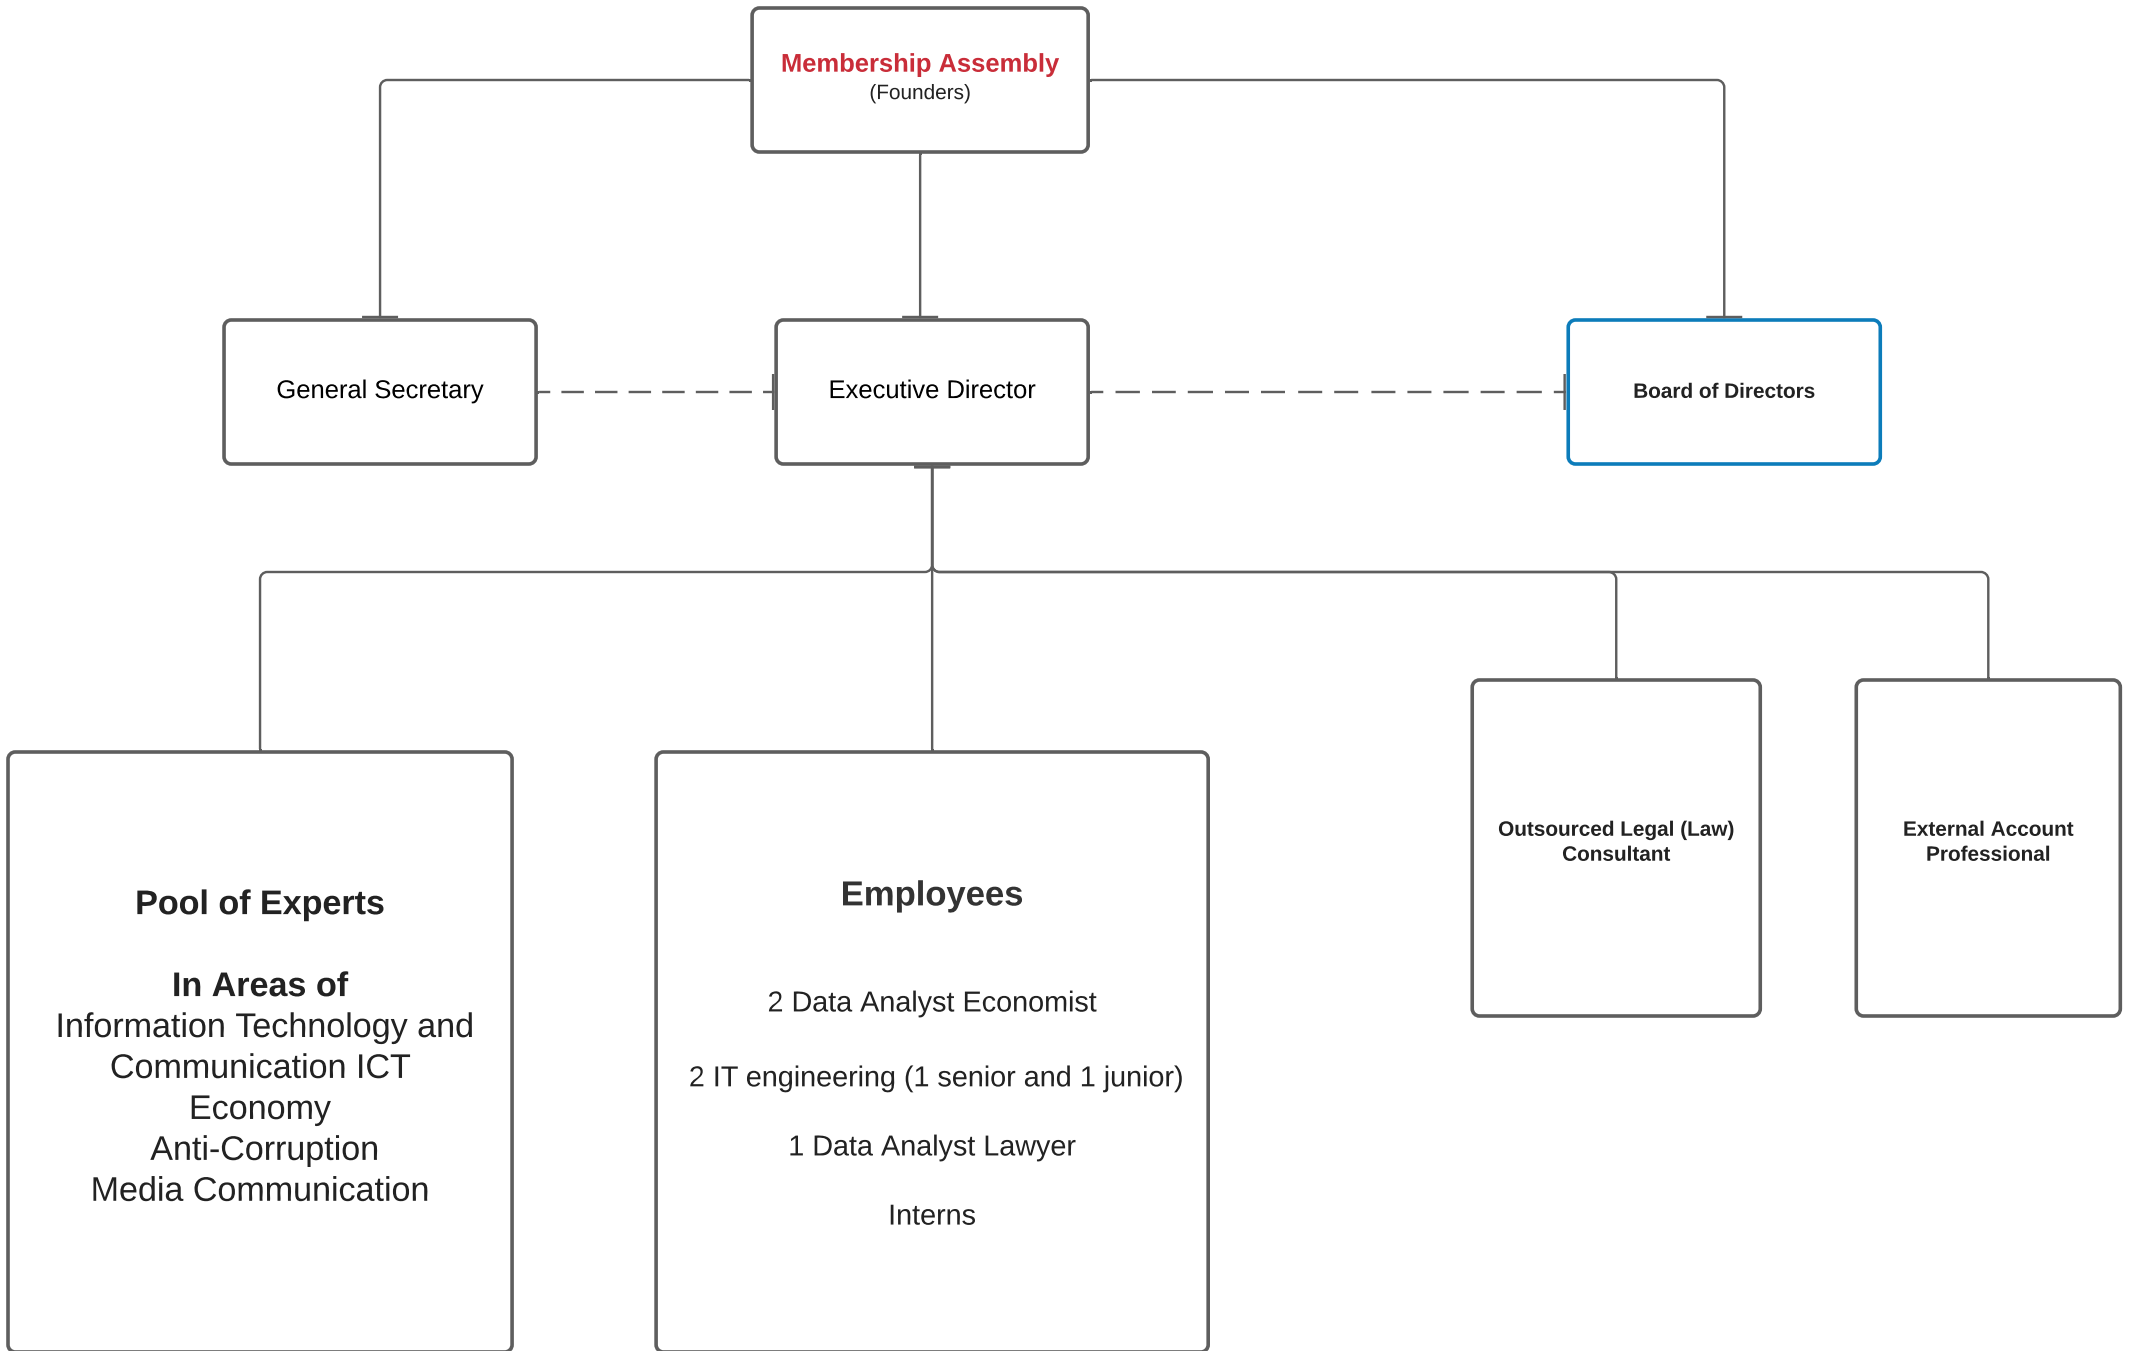 Membership Assembly
(Founders)
General Secretary
Executive Director
Board of Directors
Pool of Experts
In Areas of
Information Technology and
Communication ICT
Economy
Anti-Corruption
Media Communication
Employees
2 Data Analyst Economist
2 IT engineering (1 senior and 1 junior)
1 Data Analyst Lawyer
Interns
Outsourced Legal (Law)
Consultant
External Account
Professional